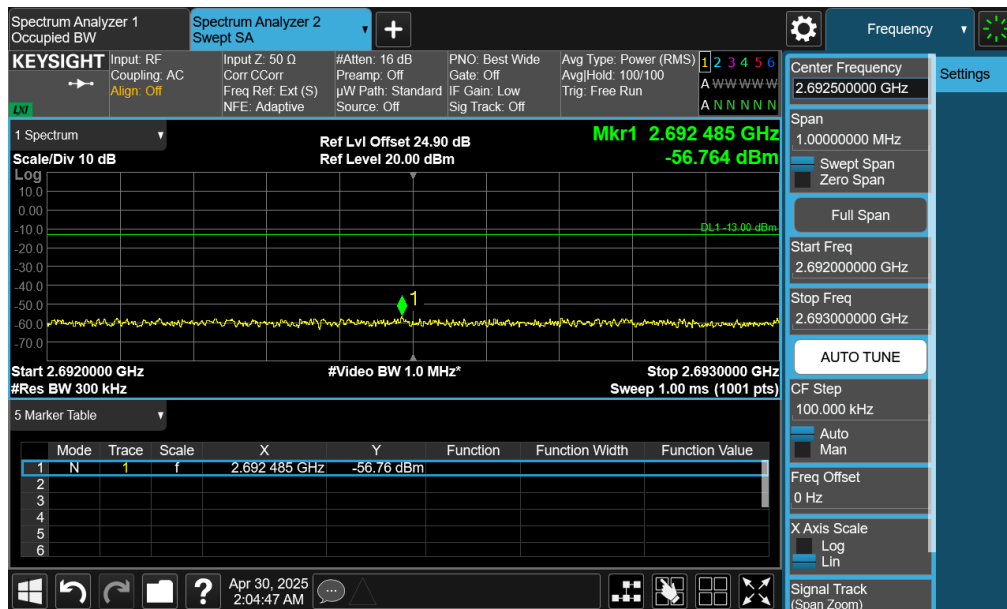 Spectrum Analyzer 1
Occupied BW
Spectrum Analyzer 2
Swept SA
Frequency
KEYSIGHT
LXI
Input: RF
Coupling: AC
Align: Off
Input Z: 50 Ω
Corr CCorr
Freq Ref: Ext (S)
NFE: Adaptive
#Atten: 16 dB
Preamp: Off
µW Path: Standard
Source: Off
PNO: Best Wide
Gate: Off
IF Gain: Low
Sig Track: Off
Avg Type: Power (RMS)
Avg|Hold: 100/100
Trig: Free Run
1 2 3 4 5 6
A W W W W W
A N N N N N
1 Spectrum
Scale/Div 10 dB
Log
Ref Lvl Offset 24.90 dB
Ref Level 20.00 dBm
Mkr1 2.692 485 GHz
-56.764 dBm
10.0
0.00
-10.0
-20.0
-30.0
-40.0
-50.0
-60.0
-70.0
DL1 -13.00 dBm
1
Start 2.6920000 GHz
#Res BW 300 kHz
#Video BW 1.0 MHz*
Stop 2.6930000 GHz
Sweep 1.00 ms (1001 pts)
5 Marker Table
Mode Trace Scale X Y Function Function Width Function Value
1 N 1 f 2.692 485 GHz -56.76 dBm
2
3
4
5
6
Apr 30, 2025
2:04:47 AM
Center Frequency
2.692500000 GHz
Span
1.00000000 MHz
Swept Span
Zero Span
Full Span
Start Freq
2.692000000 GHz
Stop Freq
2.693000000 GHz
AUTO TUNE
CF Step
100.000 kHz
Auto
Man
Freq Offset
0 Hz
X Axis Scale
Log
Lin
Signal Track
(Span Zoom)
Settings